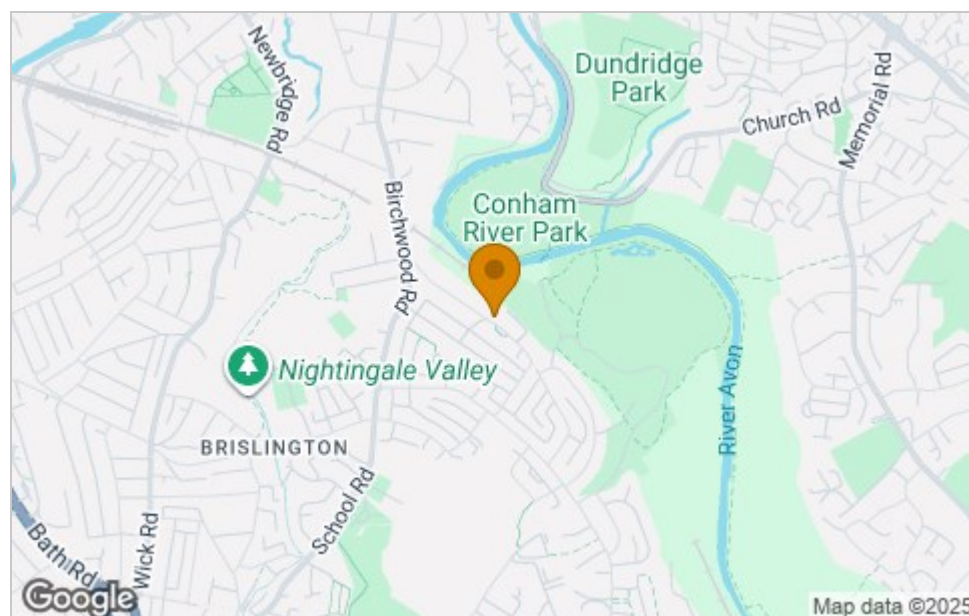 Newbridge Rd
Dundridge
Park
Church Rd
Memorial Rd
Birchwood Rd
Conham
River Park
Nightingale Valley
River Avon
BRISLINGTON
School Rd
Wick Rd
Bath Rd
Google
Map data ©2025